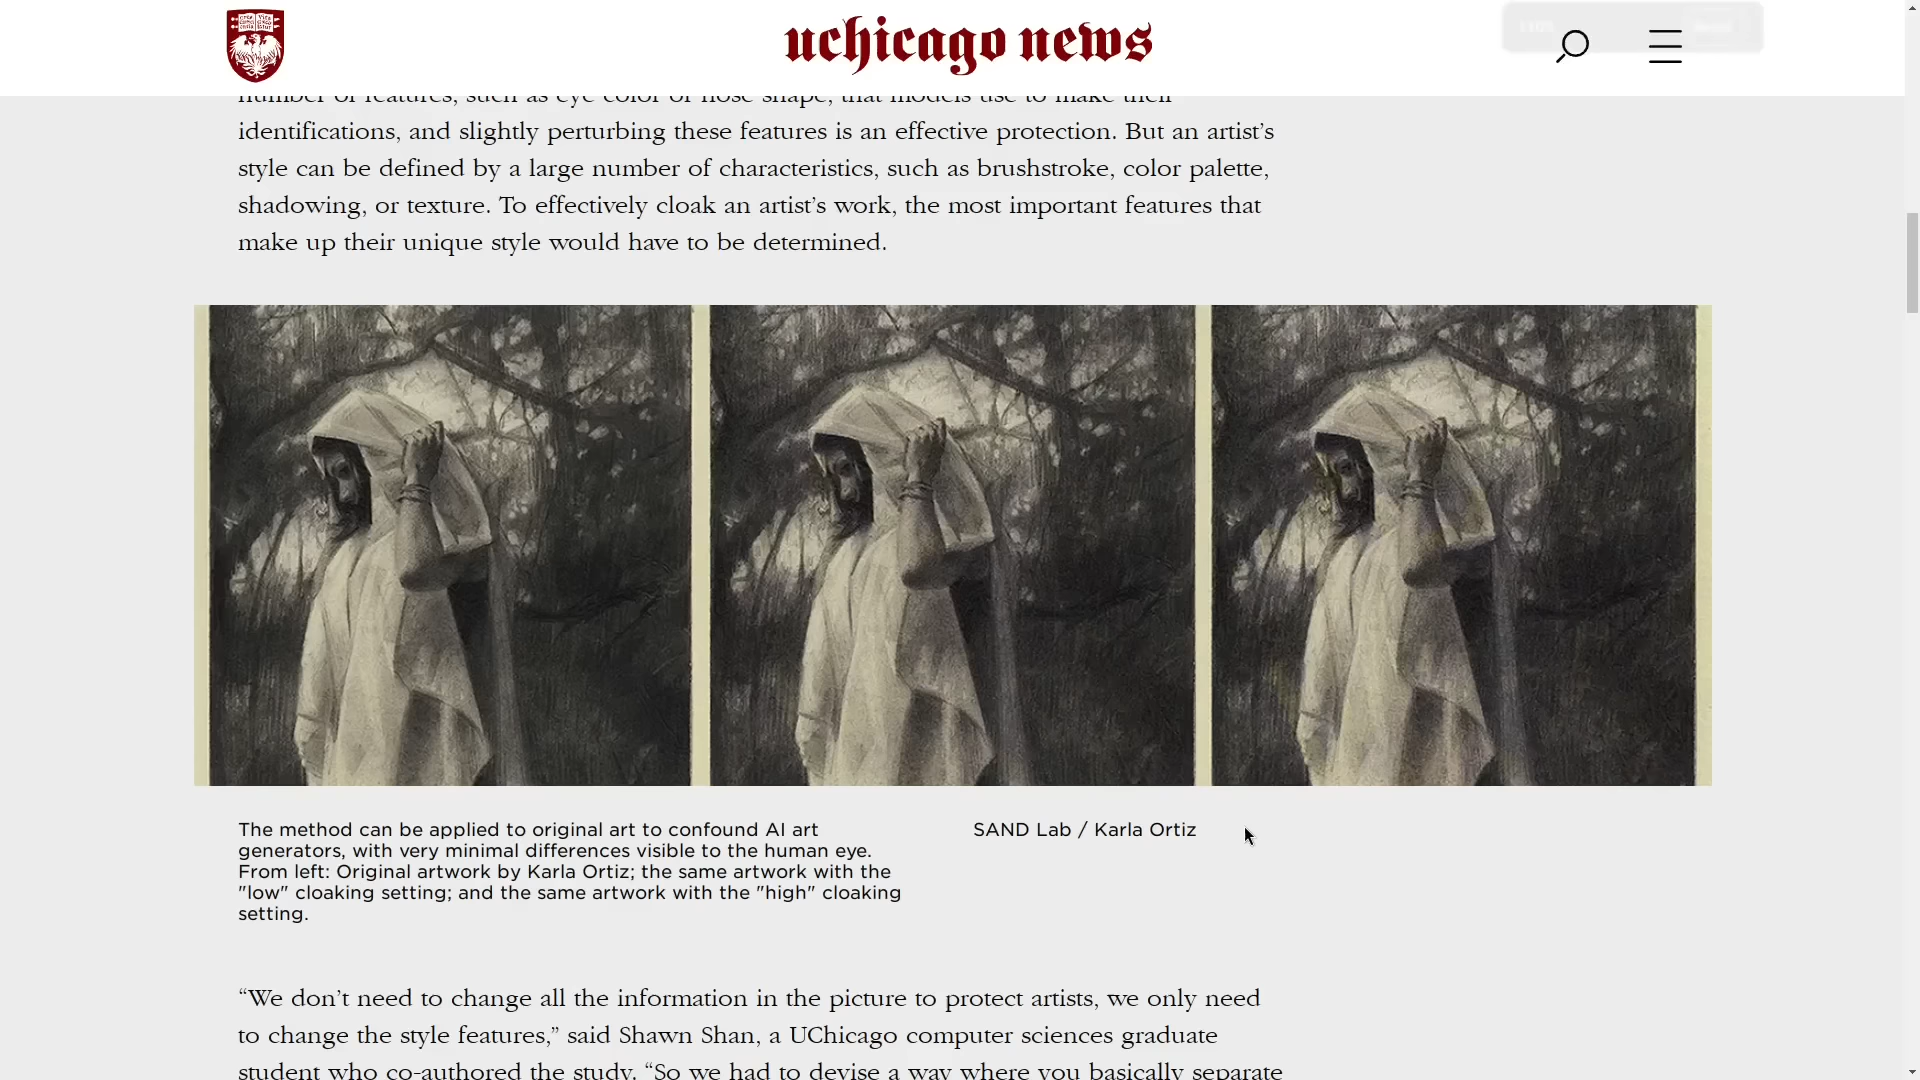 uchicago news
number of features, such as eye color or nose shape, that models use to make their
identifications, and slightly perturbing these features is an effective protection. But an artist’s
style can be defined by a large number of characteristics, such as brushstroke, color palette,
shadowing, or texture. To effectively cloak an artist’s work, the most important features that
make up their unique style would have to be determined.
The method can be applied to original art to confound AI art
generators, with very minimal differences visible to the human eye.
From left: Original artwork by Karla Ortiz; the same artwork with the
"low" cloaking setting; and the same artwork with the "high" cloaking
setting.
SAND Lab / Karla Ortiz
“We don’t need to change all the information in the picture to protect artists, we only need
to change the style features,” said Shawn Shan, a UChicago computer sciences graduate
student who co-authored the study. “So we had to devise a way where you basically separate